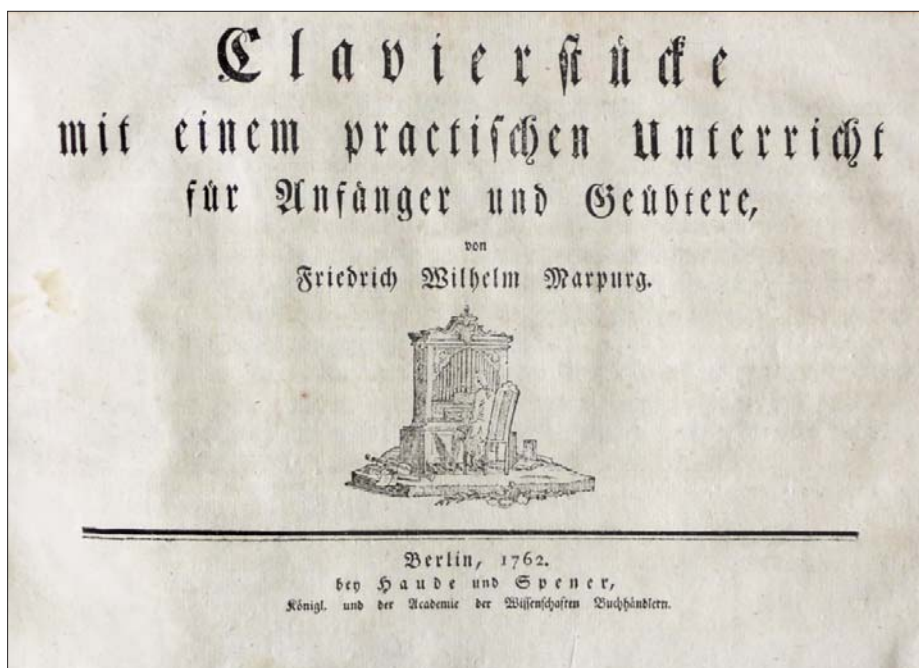 Clavierstücke
mit einem practischen Unterricht
für Anfänger und Geübtere,
von
Friedrich Wilhelm Marpurg.
Berlin, 1762.
bey Haude und Spener,
Königl. und der Academie der Wissenschaften Buchhändlern.